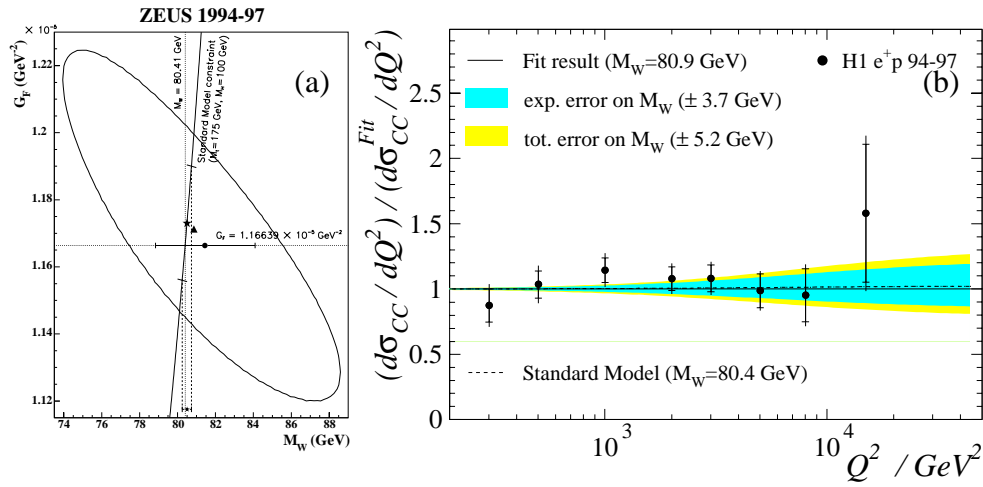 ZEUS 1994-97
× 10⁻⁵
G_F (GeV⁻²)
1.22
1.2
1.18
1.16
1.14
1.12
(a)
M_W = 80.41 GeV
Standard Model constraint
(M_t=175 GeV, M_H=100 GeV)
G_F = 1.16639 × 10⁻⁵ GeV⁻²
74 76 78 80 82 84 86 88
M_W (GeV)
(dσ_CC / dQ²) / (dσ_CC^Fit / dQ²)
2.5
2
1.5
1
0.5
0
Fit result (M_W=80.9 GeV)
exp. error on M_W (± 3.7 GeV)
tot. error on M_W (± 5.2 GeV)
H1 e⁺p 94-97
(b)
Standard Model (M_W=80.4 GeV)
10³ 10⁴
Q² / GeV²